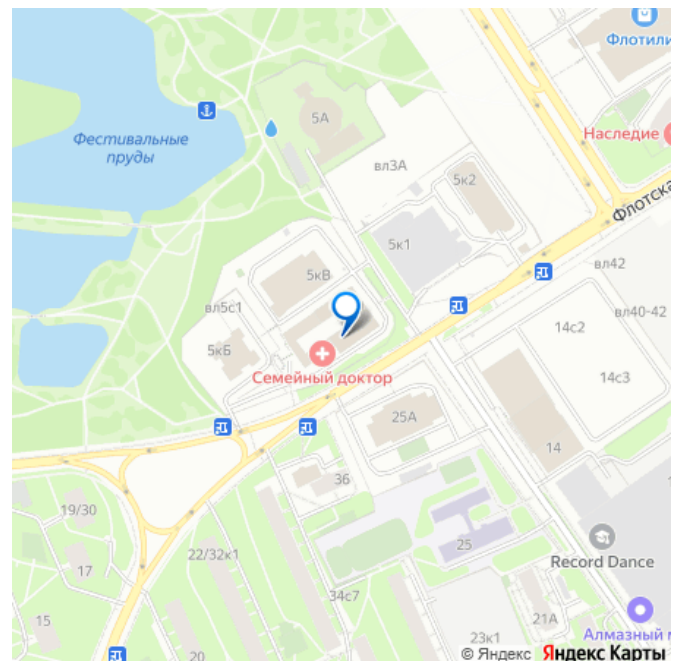 Флотили
5А
Фестивальные
пруды
Наследие
вл3А
5к2
Флотска
5к1
5кВ
вл42
вл5с1
вл40-42
14с2
5кБ
Семейный доктор
14с3
25А
14
36
19/30
25
22/32к1
Record Dance
17
34с7
15
21А
23к1
Алмазный м
20
© Яндекс Яндекс Карты